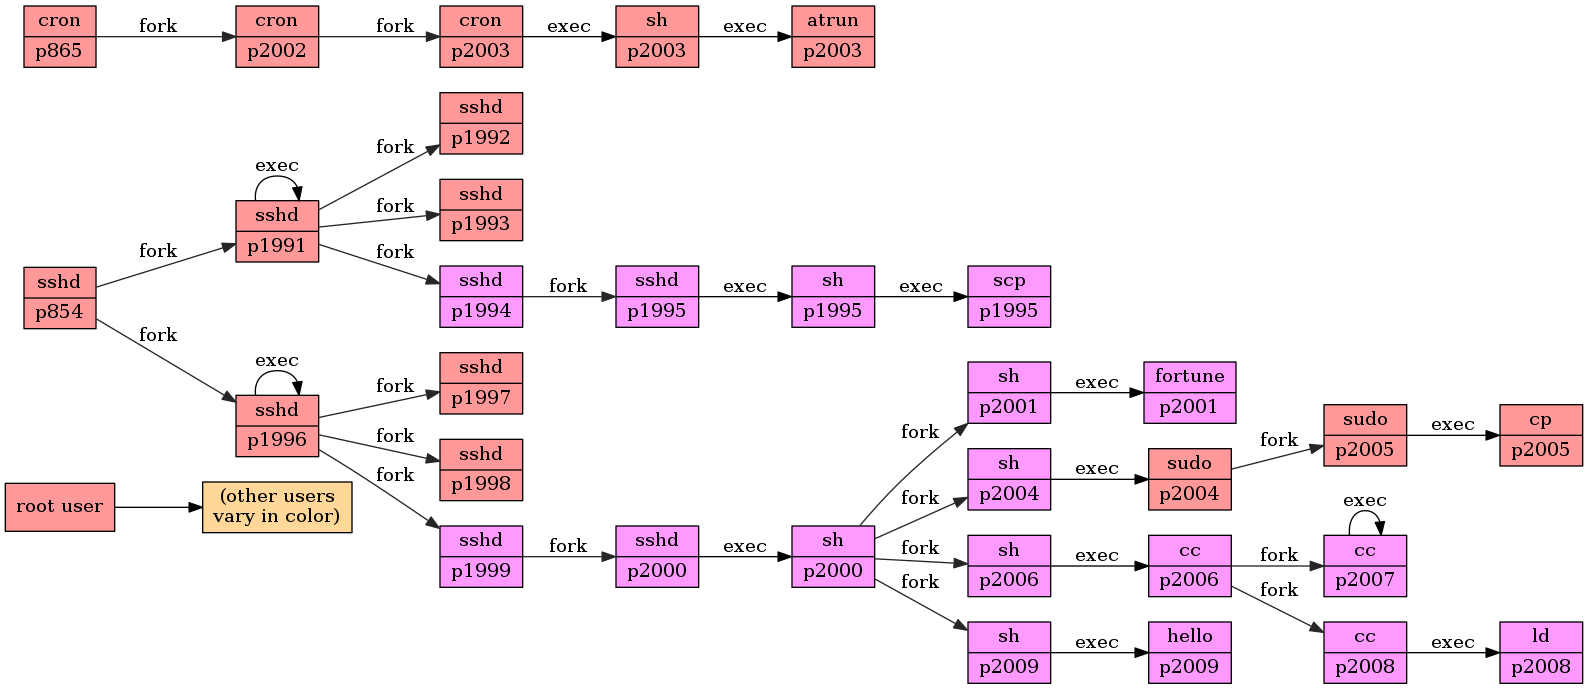 cron
p865
fork
cron
p2002
fork
cron
p2003
exec
sh
p2003
exec
atrun
p2003
sshd
p854
fork
exec
sshd
p1991
fork
sshd
p1992
fork
sshd
p1993
fork
sshd
p1994
fork
sshd
p1995
exec
sh
p1995
exec
scp
p1995
fork
exec
sshd
p1996
fork
sshd
p1997
fork
sshd
p1998
fork
sshd
p1999
fork
sshd
p2000
exec
sh
p2000
fork
sh
p2001
exec
fortune
p2001
fork
sh
p2004
exec
sudo
p2004
fork
sudo
p2005
exec
cp
p2005
fork
sh
p2006
exec
cc
p2006
fork
exec
cc
p2007
fork
cc
p2008
exec
ld
p2008
fork
sh
p2009
exec
hello
p2009
root user
(other users
vary in color)